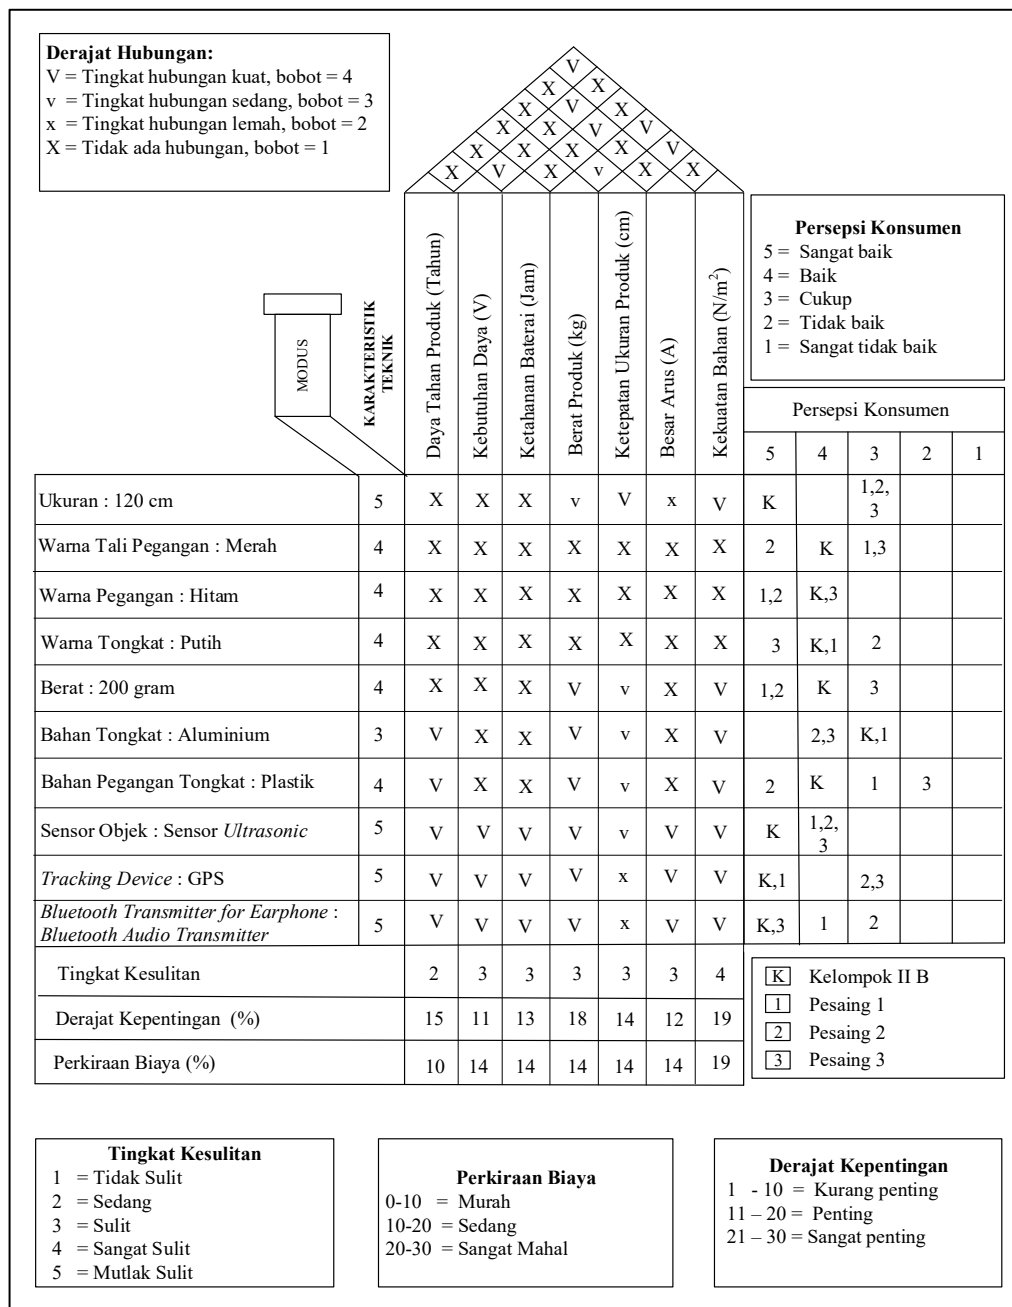 Derajat Hubungan:
V = Tingkat hubungan kuat, bobot = 4
v = Tingkat hubungan sedang, bobot = 3
x = Tingkat hubungan lemah, bobot = 2
X = Tidak ada hubungan, bobot = 1
V
X X
X V X
X X V V
X X X X V
X V X v X X
Persepsi Konsumen
5 = Sangat baik
4 = Baik
3 = Cukup
2 = Tidak baik
1 = Sangat tidak baik
MODUS
KARAKTERISTIK
TEKNIK
Daya Tahan Produk (Tahun)
Kebutuhan Daya (V)
Ketahanan Baterai (Jam)
Berat Produk (kg)
Ketepatan Ukuran Produk (cm)
Besar Arus (A)
Kekuatan Bahan (N/m²)
Persepsi Konsumen
5 4 3 2 1
Ukuran : 120 cm 5 X X X v V x V K 1,2,
3
Warna Tali Pegangan : Merah 4 X X X X X X X 2 K 1,3
Warna Pegangan : Hitam 4 X X X X X X X 1,2 K,3
Warna Tongkat : Putih 4 X X X X X X X 3 K,1 2
Berat : 200 gram 4 X X X V v X V 1,2 K 3
Bahan Tongkat : Aluminium 3 V X X V v X V 2,3 K,1
Bahan Pegangan Tongkat : Plastik 4 V X X V v X V 2 K 1 3
Sensor Objek : Sensor Ultrasonic 5 V V V V v V V K 1,2,
3
Tracking Device : GPS 5 V V V V x V V K,1 2,3
Bluetooth Transmitter for Earphone :
Bluetooth Audio Transmitter 5 V V V V x V V K,3 1 2
Tingkat Kesulitan 2 3 3 3 3 3 4
Derajat Kepentingan (%) 15 11 13 18 14 12 19
Perkiraan Biaya (%) 10 14 14 14 14 14 19
K Kelompok II B
1 Pesaing 1
2 Pesaing 2
3 Pesaing 3
Tingkat Kesulitan
1 = Tidak Sulit
2 = Sedang
3 = Sulit
4 = Sangat Sulit
5 = Mutlak Sulit
Perkiraan Biaya
0-10 = Murah
10-20 = Sedang
20-30 = Sangat Mahal
Derajat Kepentingan
1 - 10 = Kurang penting
11 – 20 = Penting
21 – 30 = Sangat penting